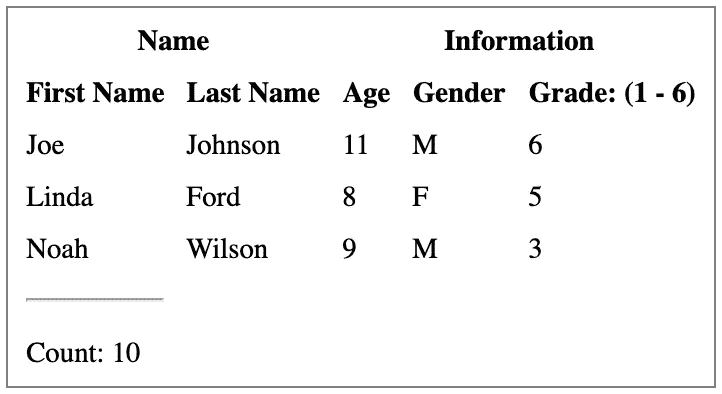 Name Information
First Name Last Name Age Gender Grade: (1 - 6)
Joe Johnson 11 M 6
Linda Ford 8 F 5
Noah Wilson 9 M 3
Count: 10